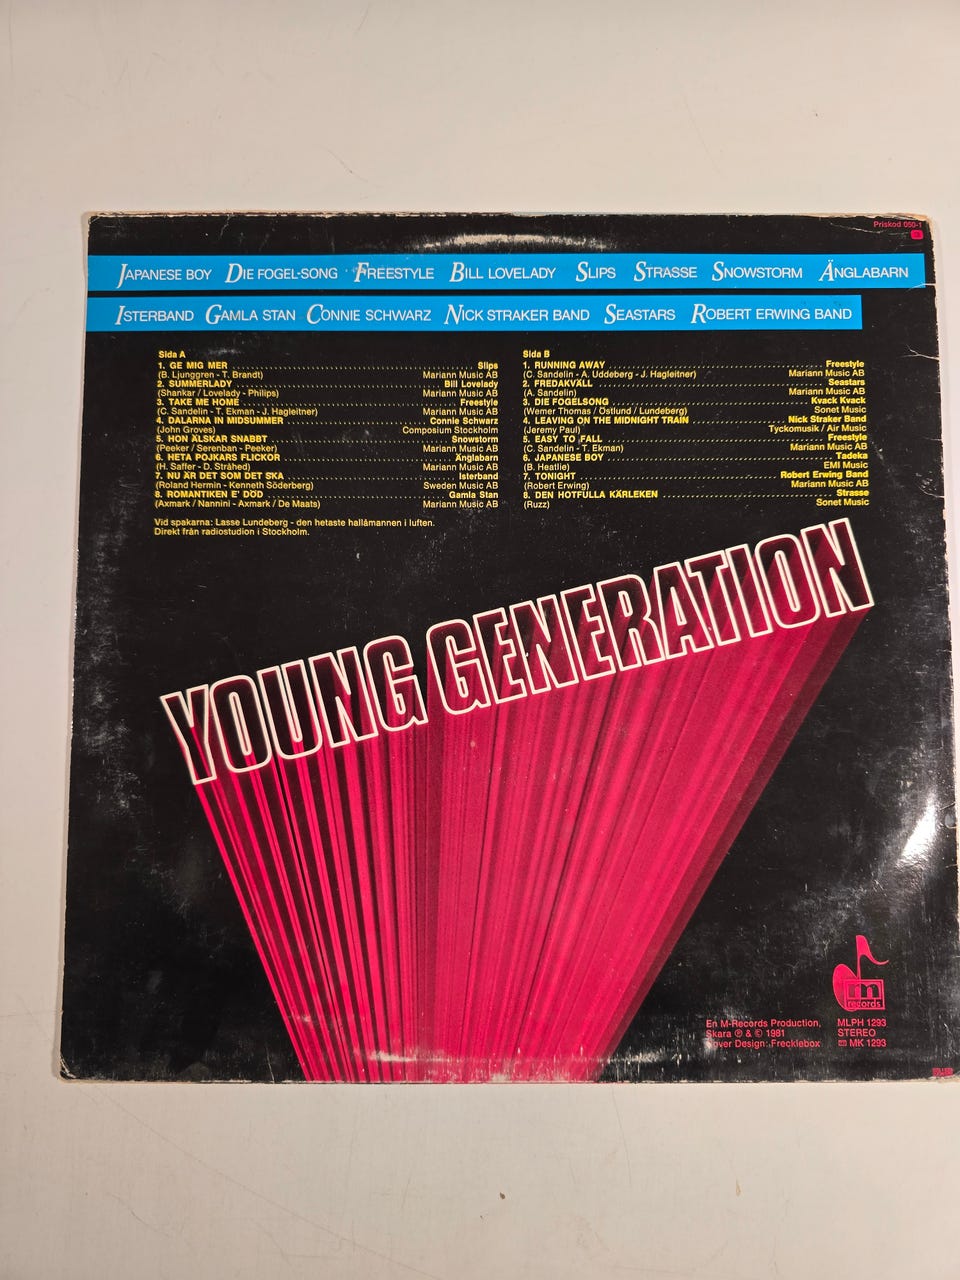 Priskod 050-1
JAPANESE BOY DIE FOGEL-SONG FREESTYLE BILL LOVELADY SLIPS STRASSE SNOWSTORM ÄNGLABARN
ISTERBAND GAMLA STAN CONNIE SCHWARZ NICK STRAKER BAND SEASTARS ROBERT ERWING BAND
Sida A
1. GE MIG MER Slips
(B. Ljunggren - T. Brandt) Mariann Music AB
2. SUMMERLADY Bill Lovelady
(Shankar / Lovelady - Philips) Mariann Music AB
3. TAKE ME HOME Freestyle
(C. Sandelin - T. Ekman - J. Hagleitner) Mariann Music AB
4. DALARNA IN MIDSUMMER Connie Schwarz
(John Groves) Composium Stockholm
5. HON ÄLSKAR SNABBT Snowstorm
(Peeker / Serenban - Peeker) Mariann Music AB
6. HETA POJKARS FLICKOR Änglabarn
(H. Saffer - D. Stråhed) Mariann Music AB
7. NU ÄR DET SOM DET SKA Isterband
(Roland Hermin - Kenneth Söderberg) Sweden Music AB
8. ROMANTIKEN E' DÖD Gamla Stan
(Axmark / Nannini - Axmark / De Maats) Mariann Music AB
Vid spakarna: Lasse Lundeberg - den hetaste hallåmannen i luften.
Direkt från radiostudion i Stockholm.
Sida B
1. RUNNING AWAY Freestyle
(C. Sandelin - A. Uddeberg - J. Hagleitner) Mariann Music AB
2. FREDAKVÄLL Seastars
(A. Sandelin) Mariann Music AB
3. DIE FOGELSONG Kvack Kvack
(Werner Thomas / Östlund / Lundeberg) Sonet Music
4. LEAVING ON THE MIDNIGHT TRAIN Nick Straker Band
(Jeremy Paul) Tyckomusik / Air Music
5. EASY TO FALL Freestyle
(C. Sandelin - T. Ekman) Mariann Music AB
6. JAPANESE BOY Tadeka
(B. Heatlie) EMI Music
7. TONIGHT Robert Erwing Band
(Robert Erwing) Mariann Music AB
8. DEN HOTFULLA KÄRLEKEN Strasse
(Ruzz) Sonet Music
YOUNG GENERATION
m
records
En M-Records Production,
Skara ℗ & © 1981
Cover Design: Frecklebox
MLPH 1293
STEREO
MK 1293